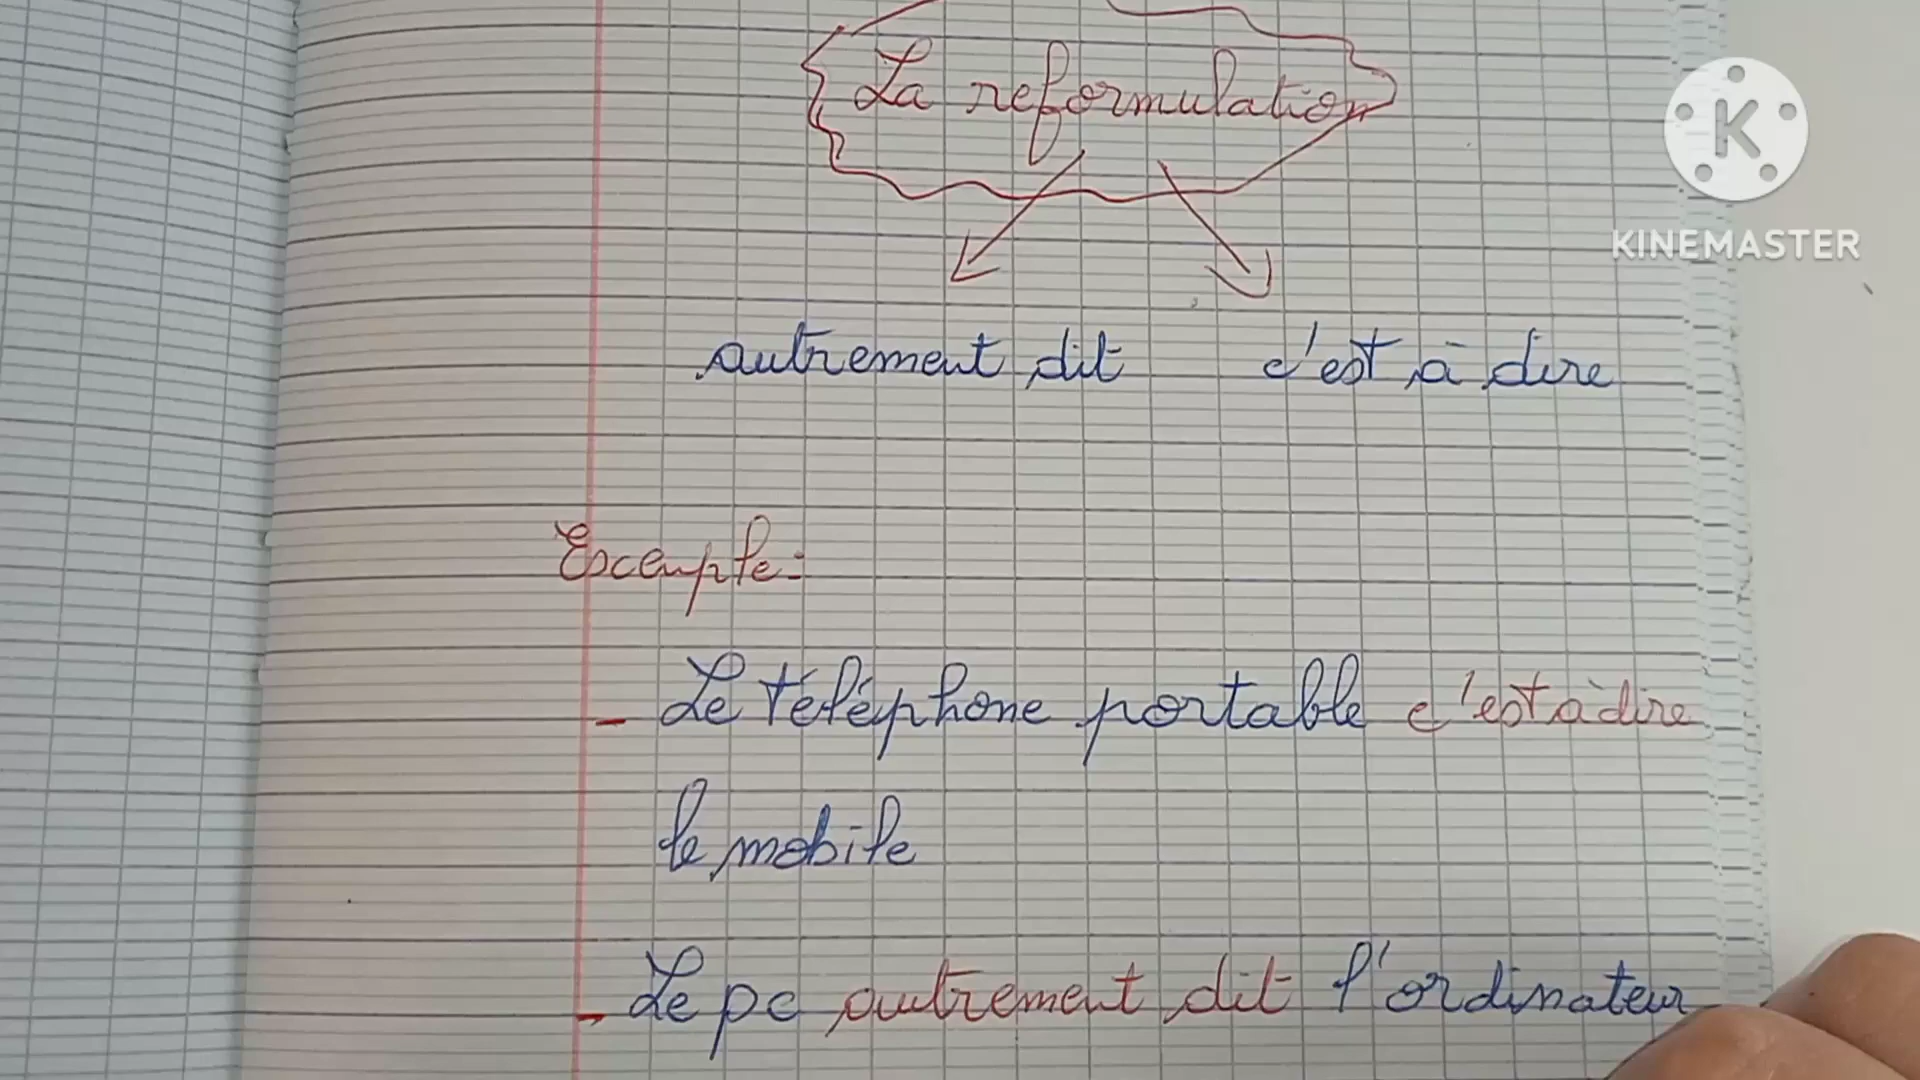 La reformulation
KINEMASTER
autrement dit c'est à dire
Exemple:
- Le téléphone portable c'est à dire
le mobile
- Le pc autrement dit l'ordinateur